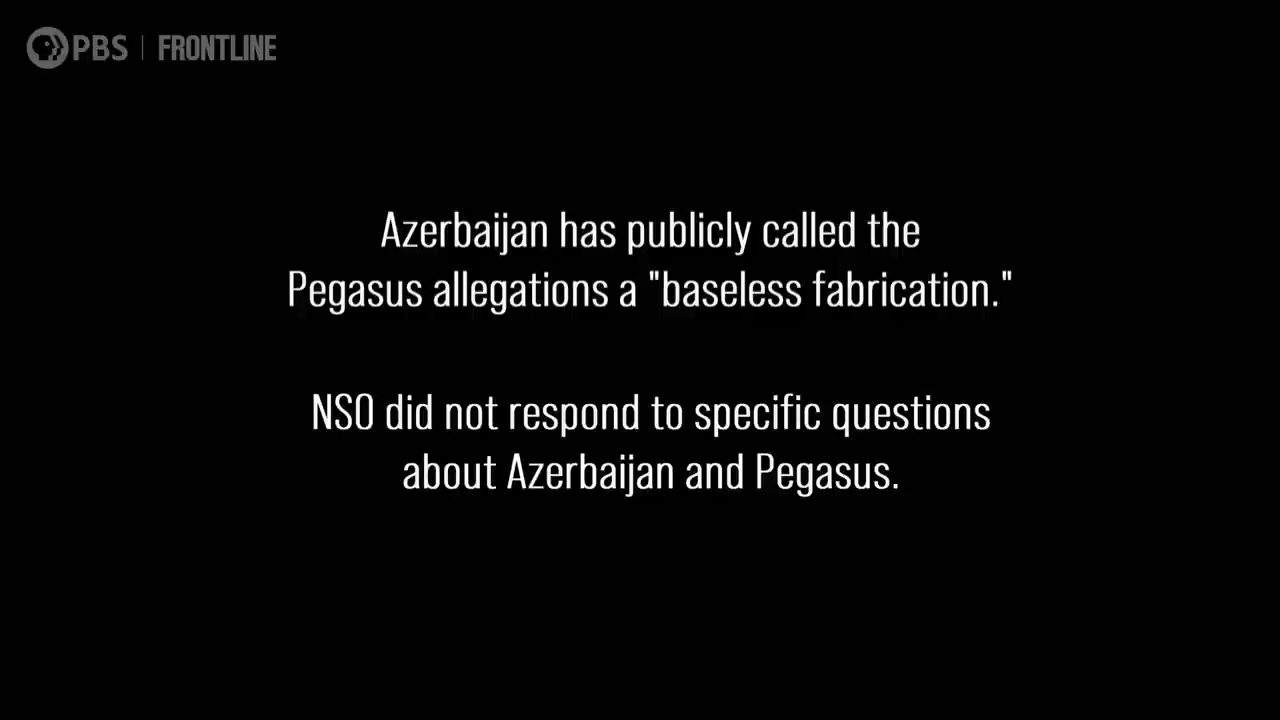 PBS | FRONTLINE
Azerbaijan has publicly called the
Pegasus allegations a "baseless fabrication."
NSO did not respond to specific questions
about Azerbaijan and Pegasus.